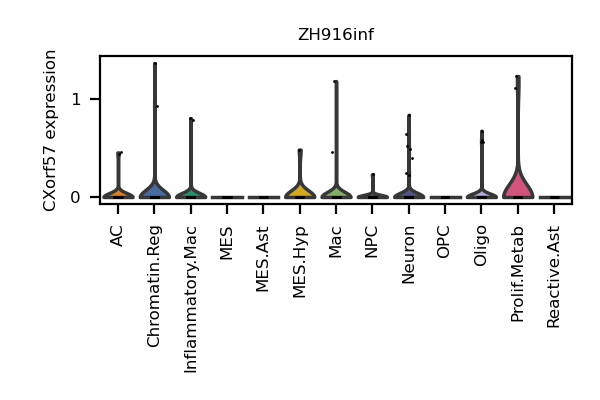 ZH916inf
CXorf57 expression
1
0
AC
Chromatin.Reg
Inflammatory.Mac
MES
MES.Ast
MES.Hyp
Mac
NPC
Neuron
OPC
Oligo
Prolif.Metab
Reactive.Ast